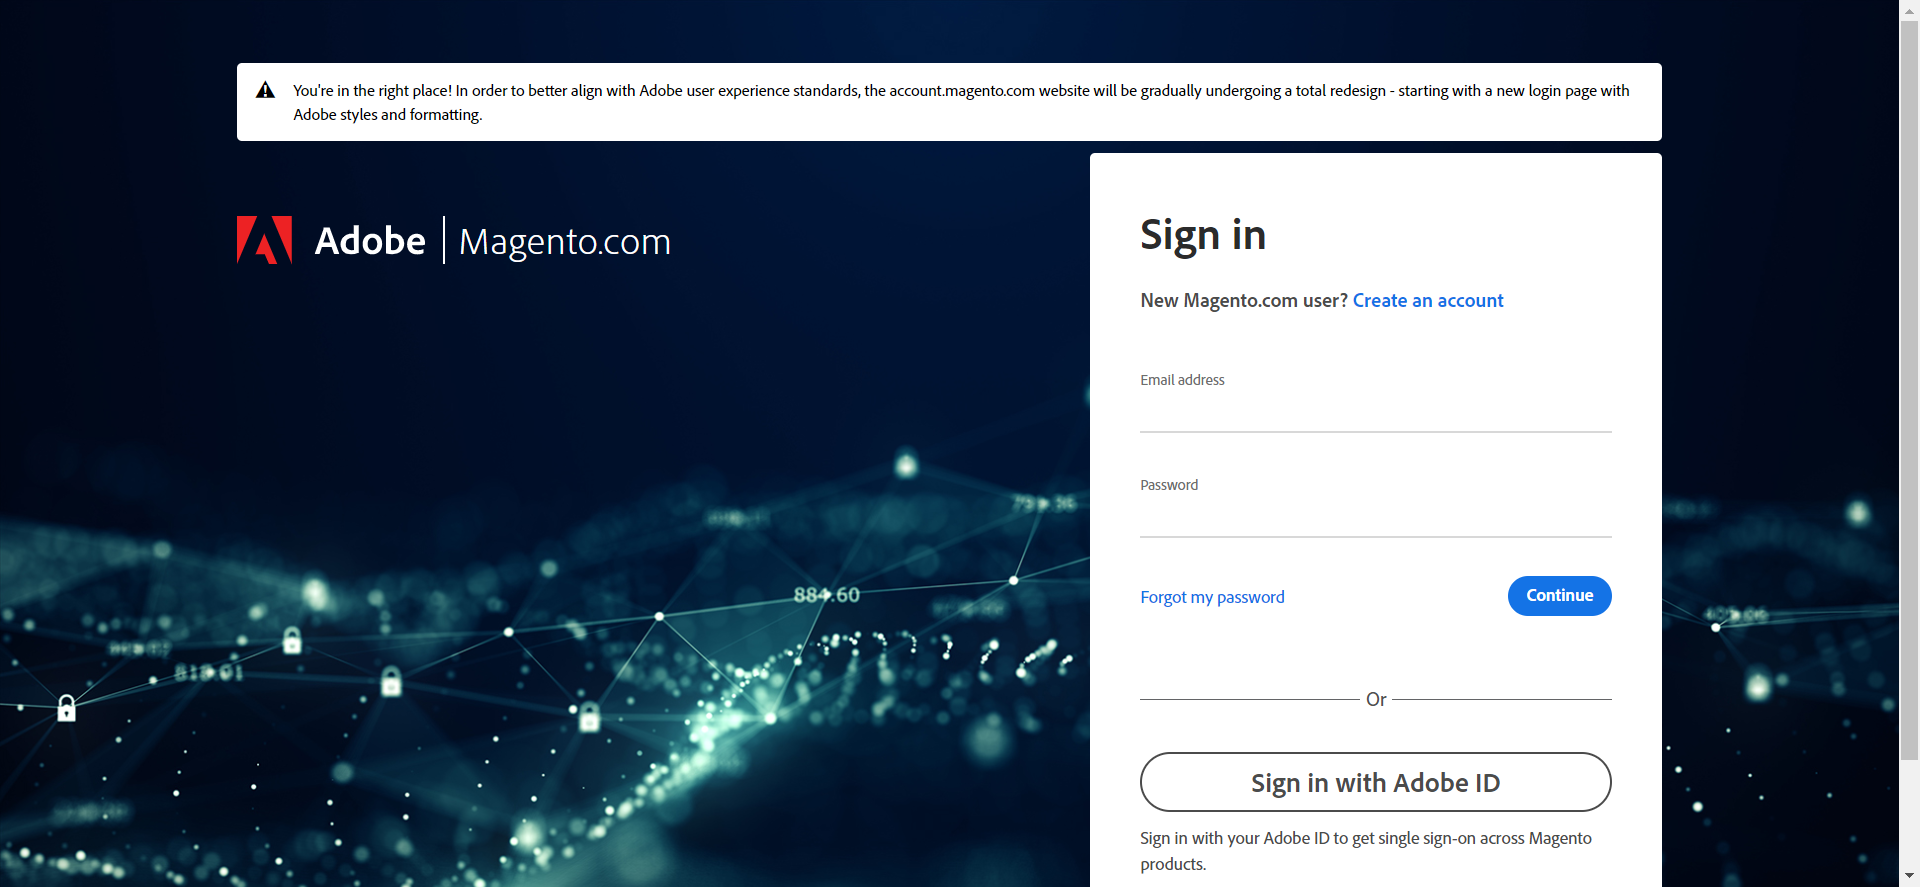 You're in the right place! In order to better align with Adobe user experience standards, the account.magento.com website will be gradually undergoing a total redesign - starting with a new login page with
Adobe styles and formatting.
Adobe | Magento.com
Sign in
New Magento.com user? Create an account
Email address
Password
884.60
818.01
Forgot my password
Continue
Or
Sign in with Adobe ID
Sign in with your Adobe ID to get single sign-on across Magento
products.